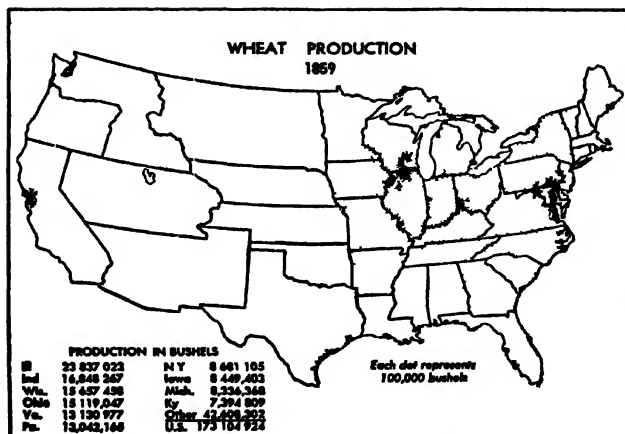 WHEAT PRODUCTION
1859
PRODUCTION IN BUSHELS
Ill 23 837 023 N Y 8 681 105
Ind 16,848 267 Iowa 8 449,403
Wis. 15 657 458 Mich. 8,336,368
Ohio 15 119,047 Ky 7,394 809
Va. 13 130 977 Other 42,608,302
Pa. 13,042,165 U.S. 173 104 924
Each dot represents
100,000 bushels